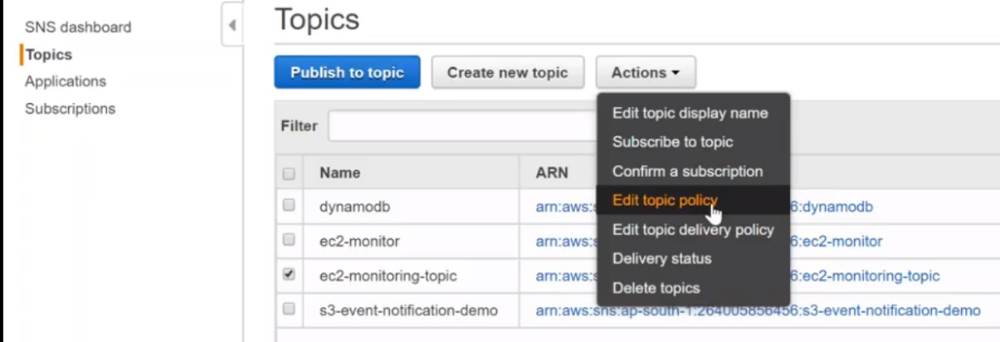 SNS dashboard
Topics
Applications
Subscriptions
Topics
Publish to topic
Create new topic
Actions
Edit topic display name
Subscribe to topic
Confirm a subscription
Edit topic policy
Edit topic delivery policy
Delivery status
Delete topics
Filter
Name ARN
dynamodb arn:aws:s 6:dynamodb
ec2-monitor arn:aws:s 6:ec2-monitor
ec2-monitoring-topic arn:aws:s 6:ec2-monitoring-topic
s3-event-notification-demo arn:aws:sns:ap-south-1:264005856456:s3-event-notification-demo